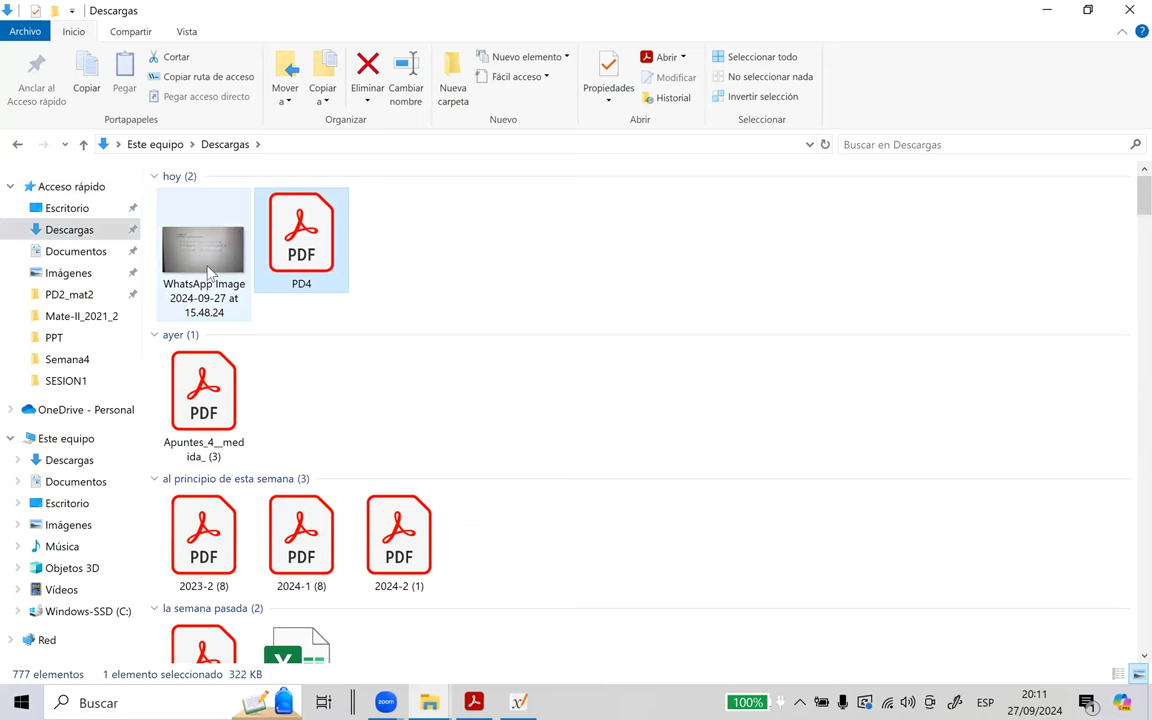 Descargas
Archivo Inicio Compartir Vista
Anclar al Acceso rápido
Copiar
Pegar
Cortar
Copiar ruta de acceso
Pegar acceso directo
Portapapeles
Mover a
Copiar a
Eliminar
Cambiar nombre
Organizar
Nueva carpeta
Nuevo elemento
Fácil acceso
Nuevo
Propiedades
Abrir
Modificar
Historial
Abrir
Seleccionar todo
No seleccionar nada
Invertir selección
Seleccionar
Este equipo > Descargas >
Buscar en Descargas
Acceso rápido
Escritorio
Descargas
Documentos
Imágenes
PD2_mat2
Mate-II_2021_2
PPT
Semana4
SESION1
OneDrive - Personal
Este equipo
Descargas
Documentos
Escritorio
Imágenes
Música
Objetos 3D
Vídeos
Windows-SSD (C:)
Red
hoy (2)
WhatsApp Image
2024-09-27 at
15.48.24
PDF
PD4
ayer (1)
PDF
Apuntes_4__med
ida_ (3)
al principio de esta semana (3)
PDF
2023-2 (8)
PDF
2024-1 (8)
PDF
2024-2 (1)
la semana pasada (2)
777 elementos 1 elemento seleccionado 322 KB
Buscar
zoom
100%
ESP
20:11
27/09/2024
1